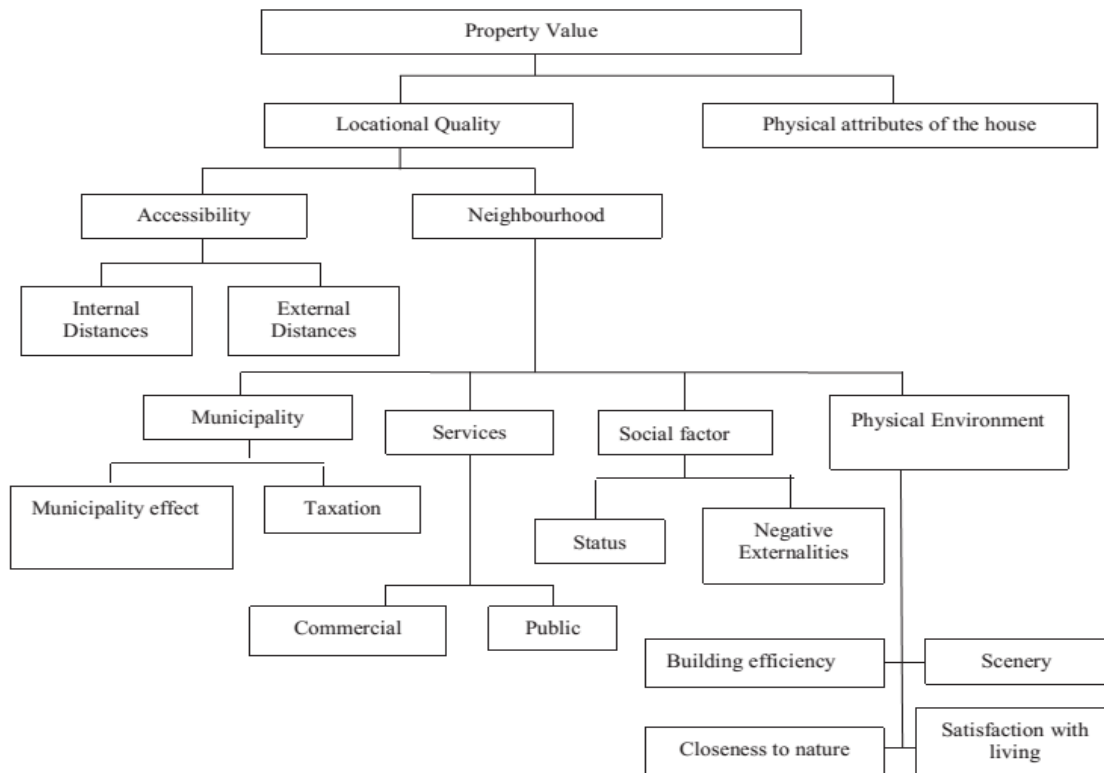 Property Value
Locational Quality
Physical attributes of the house
Accessibility
Neighbourhood
Internal
Distances
External
Distances
Municipality
Services
Social factor
Physical Environment
Municipality effect
Taxation
Status
Negative
Externalities
Commercial
Public
Building efficiency
Scenery
Closeness to nature
Satisfaction with
living